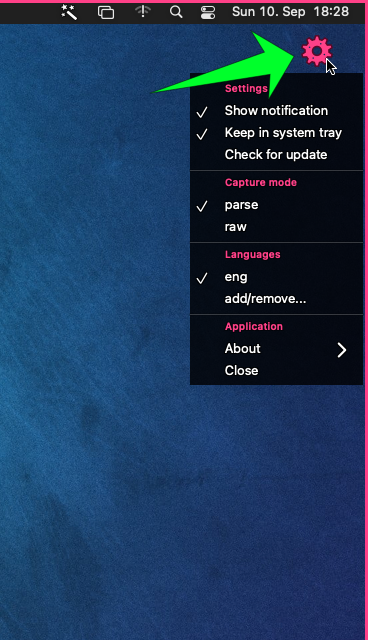 Sun 10. Sep 18:28
Settings
Show notification
Keep in system tray
Check for update
Capture mode
parse
raw
Languages
eng
add/remove...
Application
About
Close